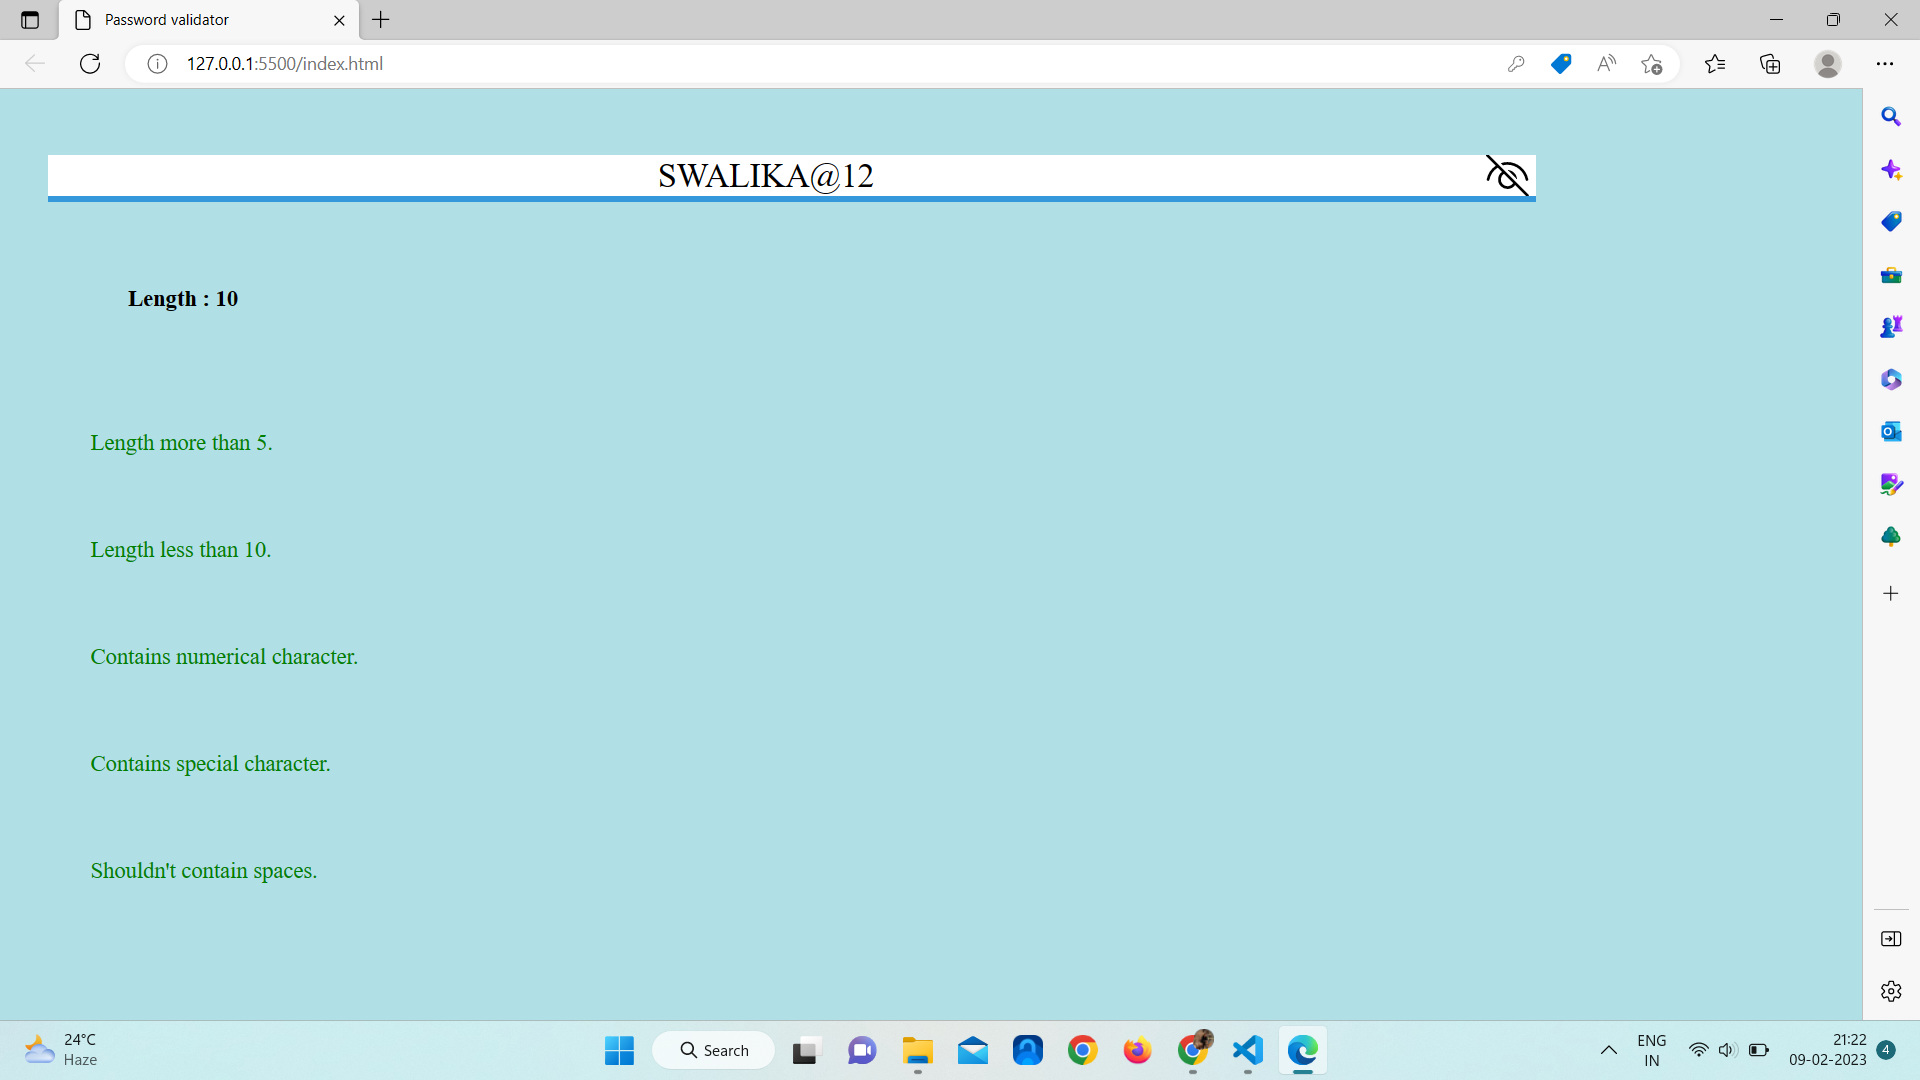 Password validator
127.0.0.1:5500/index.html
SWALIKA@12
Length : 10
Length more than 5.
Length less than 10.
Contains numerical character.
Contains special character.
Shouldn't contain spaces.
24°C
Haze
Search
ENG
IN
21:22
09-02-2023
4